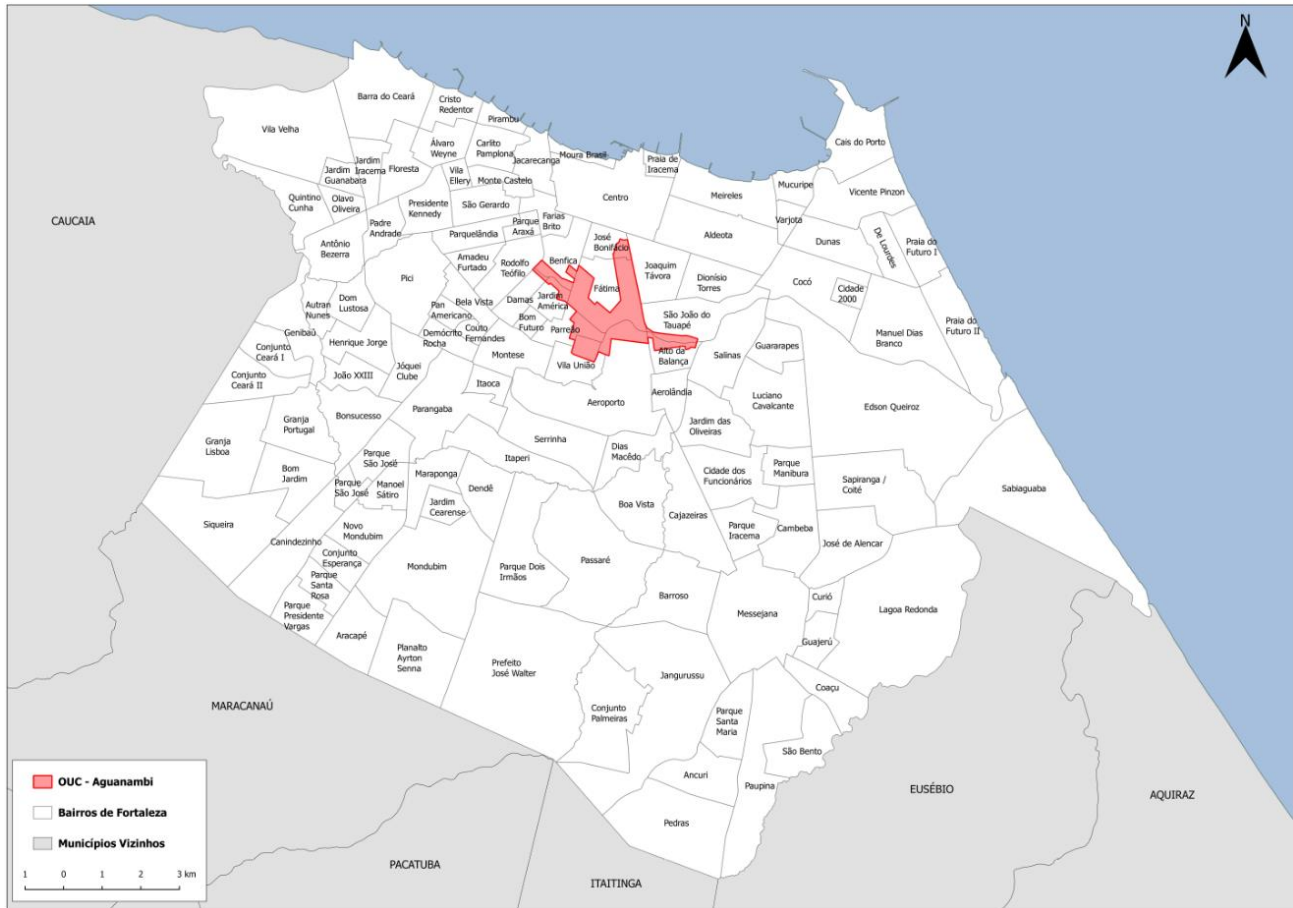 N
Barra do Ceará
Cristo
Redentor
Pirambu
Cais do Porto
Vila Velha
Álvaro
Weyne
Carlito
Pamplona
Jacarecanga
Moura Brasil
Praia de
Iracema
Jardim
Iracema
Jardim
Guanabara
Floresta
Vila
Ellery
Monte Castelo
Centro
Meireles
Mucuripe
Vicente Pinzon
Quintino
Cunha
Olavo
Oliveira
Presidente
Kennedy
São Gerardo
Farias
Brito
Varjota
CAUCAIA
Padre
Andrade
Parque
Araxá
Parquelândia
José
Bonifácio
Aldeota
Dunas
De Lourdes
Praia do
Futuro I
Antônio
Bezerra
Pici
Amadeu
Furtado
Rodolfo
Teófilo
Benfica
Joaquim
Távora
Dionísio
Torres
Cocó
Cidade
2000
Fátima
Autran
Nunes
Dom
Lustosa
Pan
Americano
Bela Vista
Damas
Jardim
América
São João do
Tauapé
Praia do
Futuro II
Genibaú
Henrique Jorge
Demócrito
Rocha
Couto
Fernandes
Bom
Futuro
Parreão
Manuel Dias
Branco
Conjunto
Ceará I
Montese
Vila União
Alto da
Balança
Salinas
Guararapes
Conjunto
Ceará II
João XXIII
Jóquei
Clube
Itaoca
Aeroporto
Aerolândia
Luciano
Cavalcante
Edson Queiroz
Granja
Portugal
Bonsucesso
Parangaba
Jardim das
Oliveiras
Granja
Lisboa
Serrinha
Dias
Macêdo
Parque
São José
Itaperi
Bom
Jardim
Maraponga
Dendê
Cidade dos
Funcionários
Parque
Manibura
Sapiranga /
Coité
Sabiaguaba
Parque
São José
Manoel
Sátiro
Jardim
Cearense
Boa Vista
Cajazeiras
Siqueira
Novo
Mondubim
Parque
Iracema
Cambeba
José de Alencar
Canindezinho
Conjunto
Esperança
Mondubim
Parque Dois
Irmãos
Passaré
Parque
Santa
Rosa
Barroso
Messejana
Curió
Lagoa Redonda
Parque
Presidente
Vargas
Aracapé
Planalto
Ayrton
Senna
Prefeito
José Walter
Guajerú
Jangurussu
Coaçu
MARACANAÚ
Conjunto
Palmeiras
Parque
Santa
Maria
São Bento
Ancuri
Paupina
EUSÉBIO
AQUIRAZ
Pedras
PACATUBA
ITAITINGA
OUC - Aguanambi
Bairros de Fortaleza
Municípios Vizinhos
1 0 1 2 3 km